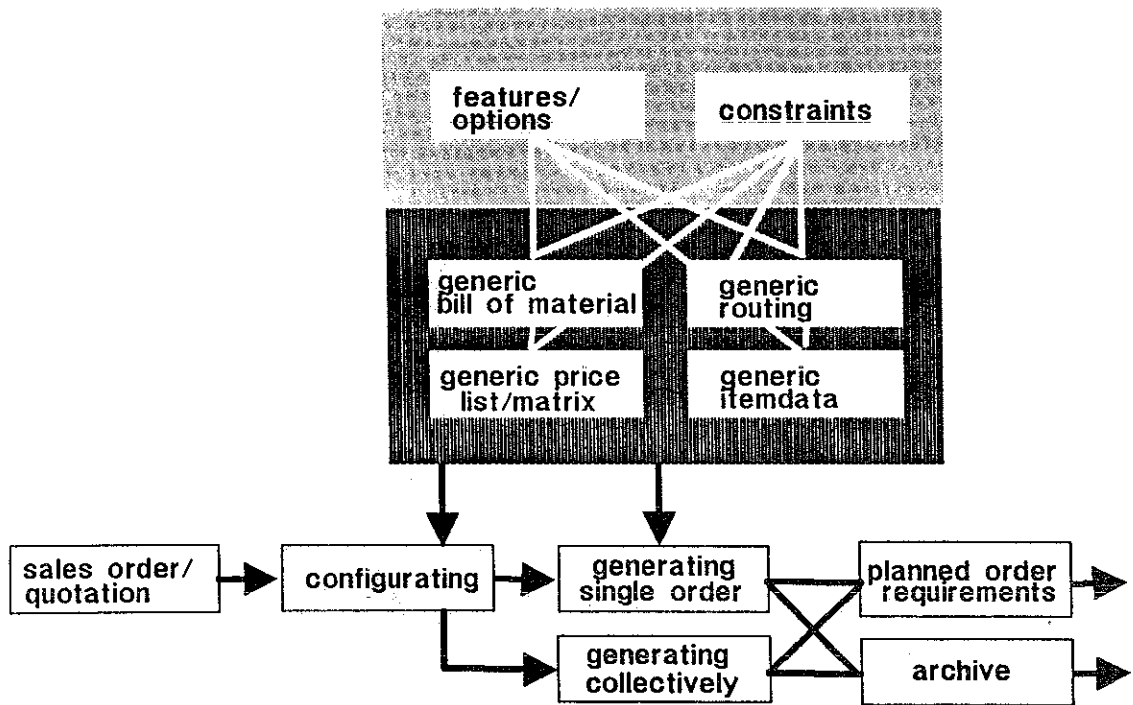 features/
options
constraints
generic
bill of material
generic
routing
generic price
list/matrix
generic
itemdata
sales order/
quotation
configurating
generating
single order
planned order
requirements
generating
collectively
archive